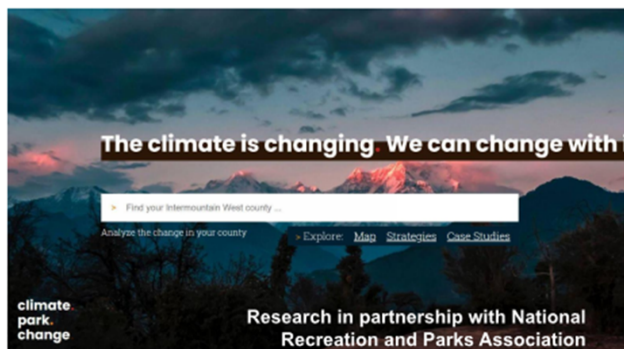 The climate is changing. We can change with i
> Find your Intermountain West county ...
Analyze the change in your county
> Explore: Map Strategies Case Studies
climate.
park.
change
Research in partnership with National
Recreation and Parks Association